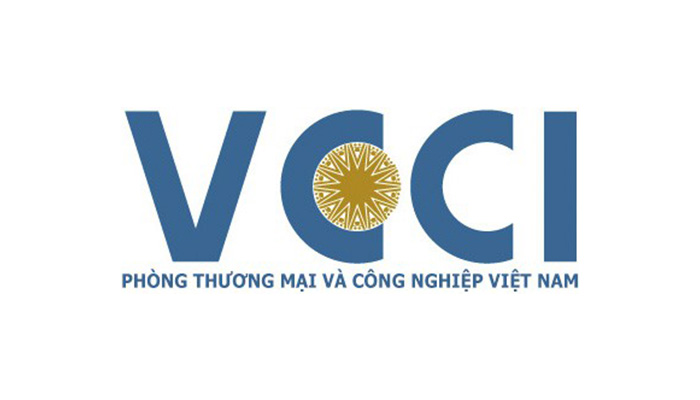 VCCI
PHÒNG THƯƠNG MẠI VÀ CÔNG NGHIỆP VIỆT NAM